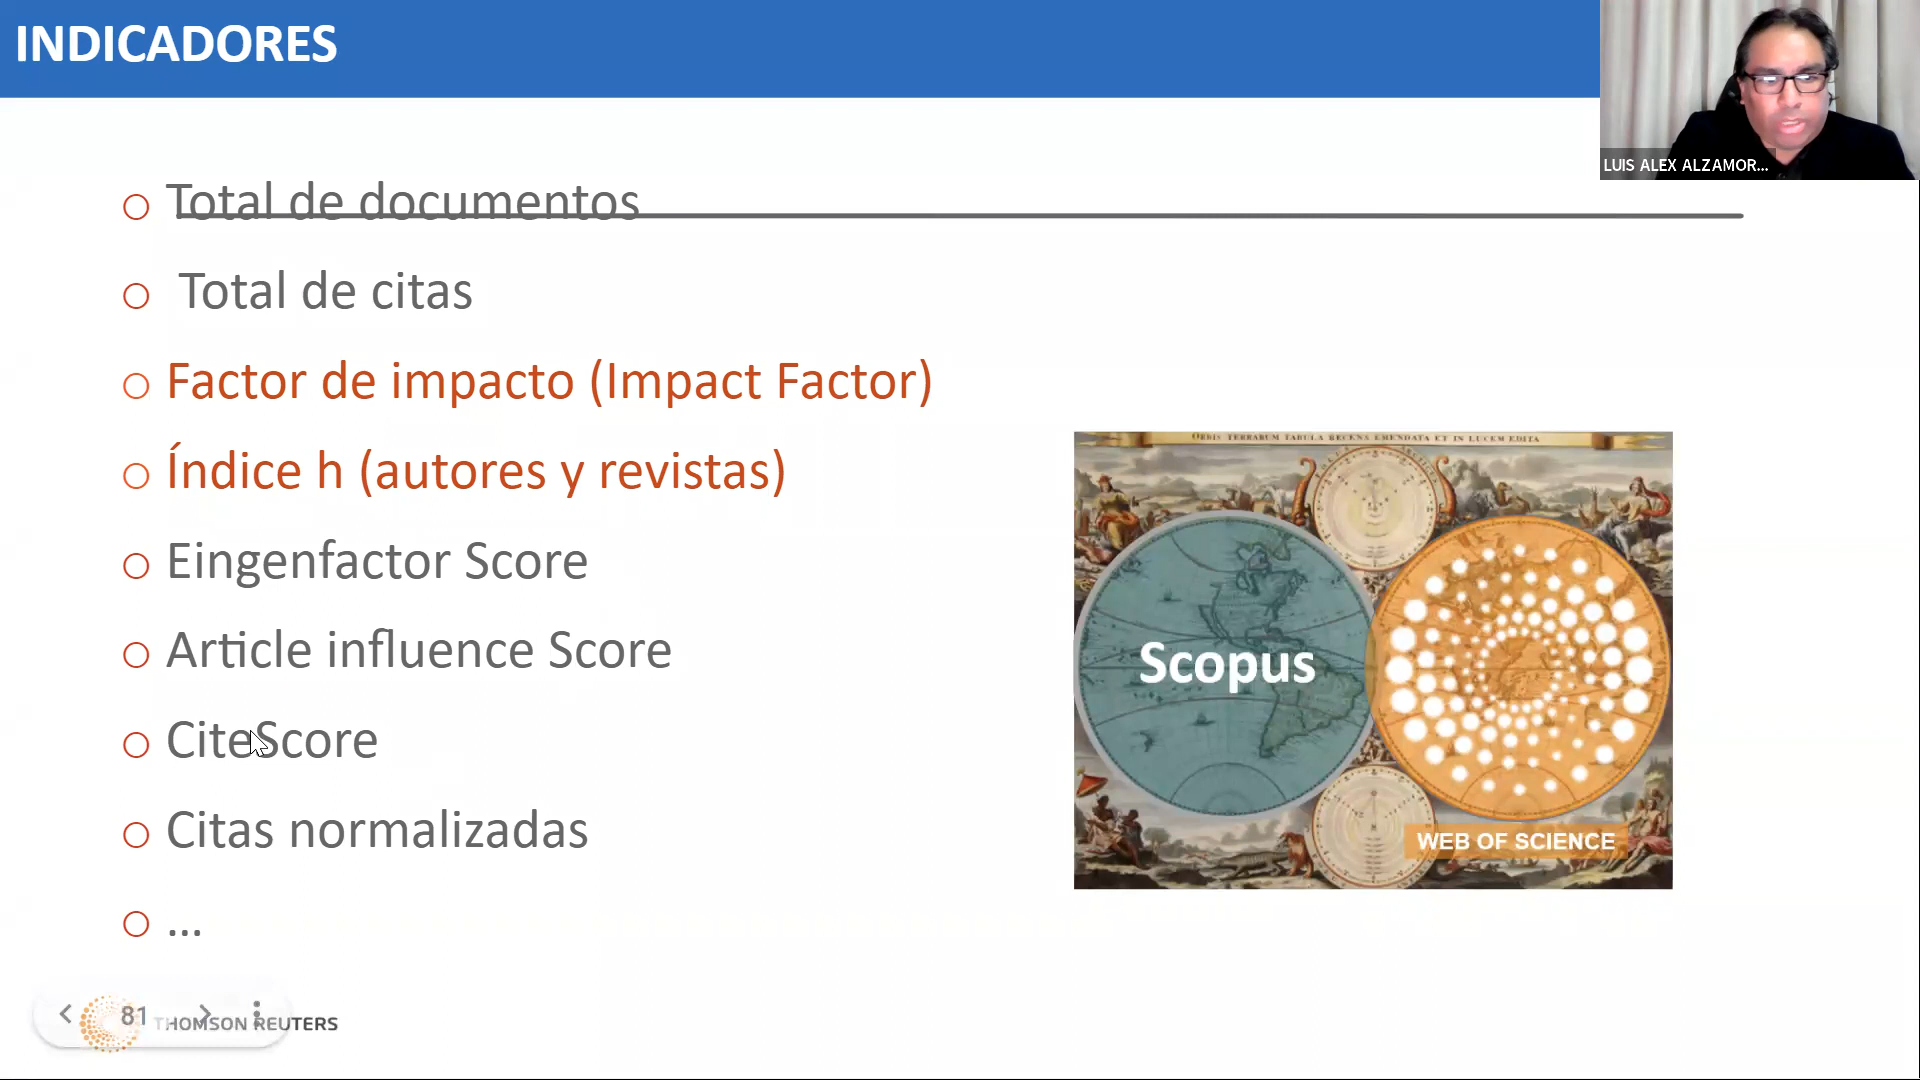 INDICADORES
LUIS ALEX ALZAMOR...
Total de documentos
Total de citas
Factor de impacto (Impact Factor)
Índice h (autores y revistas)
Eingenfactor Score
Article influence Score
CiteScore
Citas normalizadas
...
ORBIS TERRARUM TABULA RECENS EMENDATA ET IN LUCEM EDITA
Scopus
WEB OF SCIENCE
81
THOMSON REUTERS